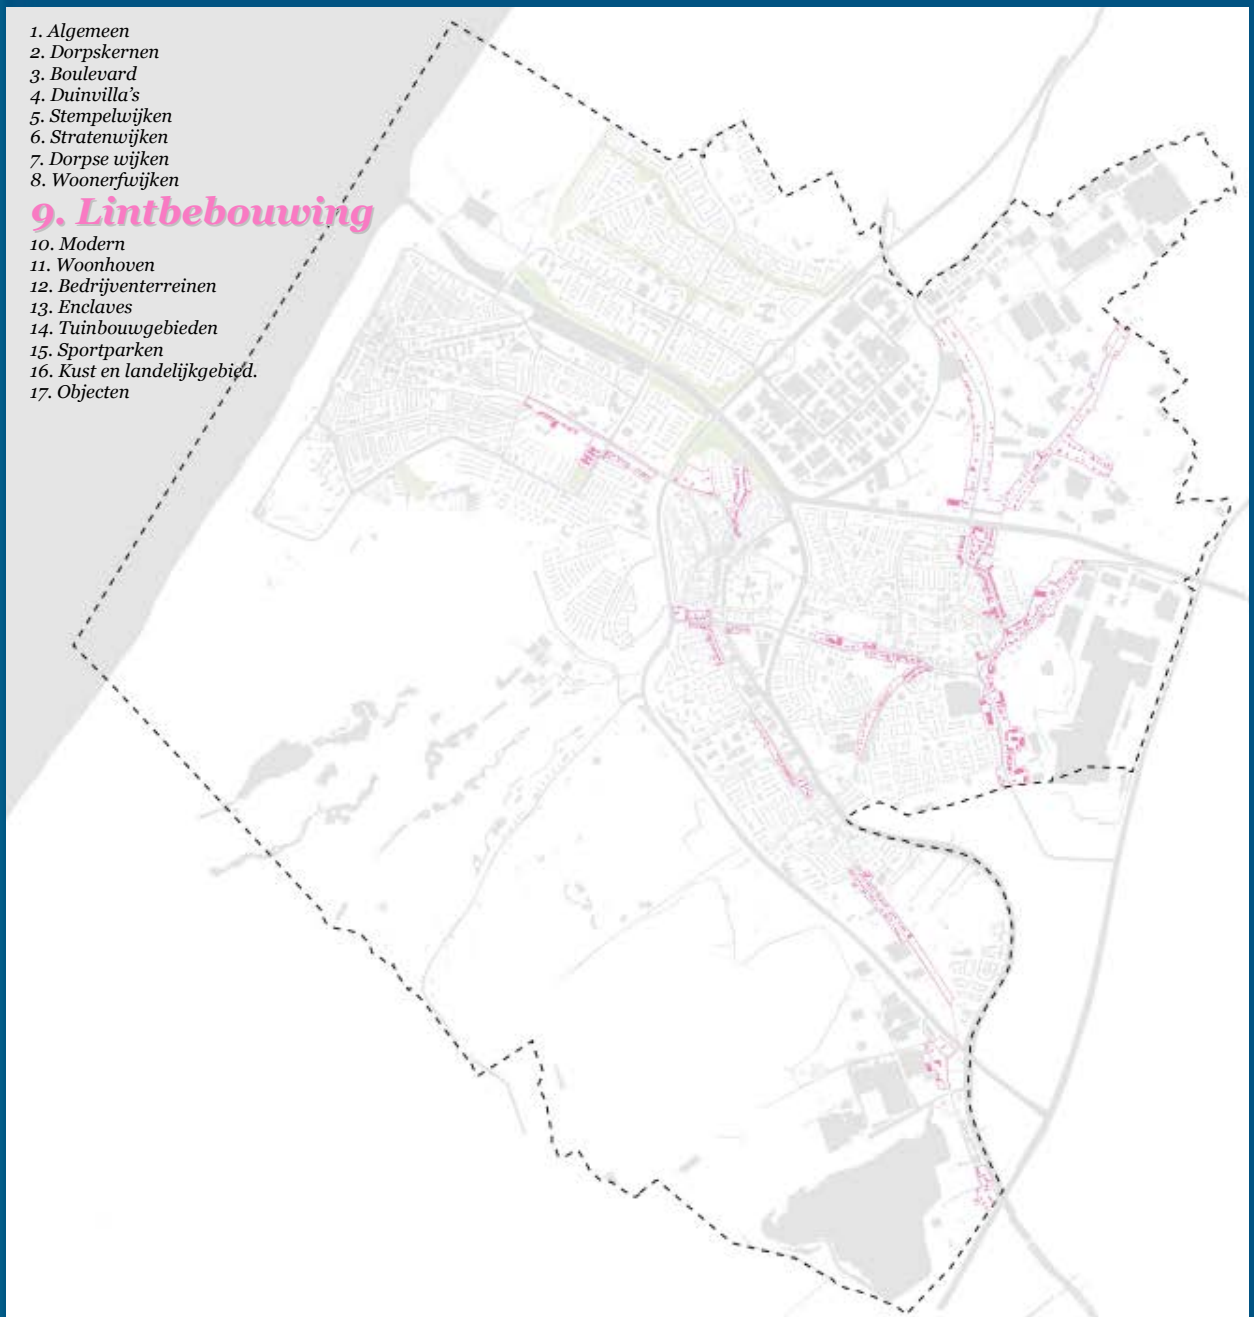 1. Algemeen
2. Dorpskernen
3. Boulevard
4. Duinvilla's
5. Stempelwijken
6. Stratenwijken
7. Dorpse wijken
8. Woonerfwijken
9. Lintbebouwing
10. Modern
11. Woonhoven
12. Bedrijventerreinen
13. Enclaves
14. Tuinbouwgebieden
15. Sportparken
16. Kust en landelijkgebied.
17. Objecten